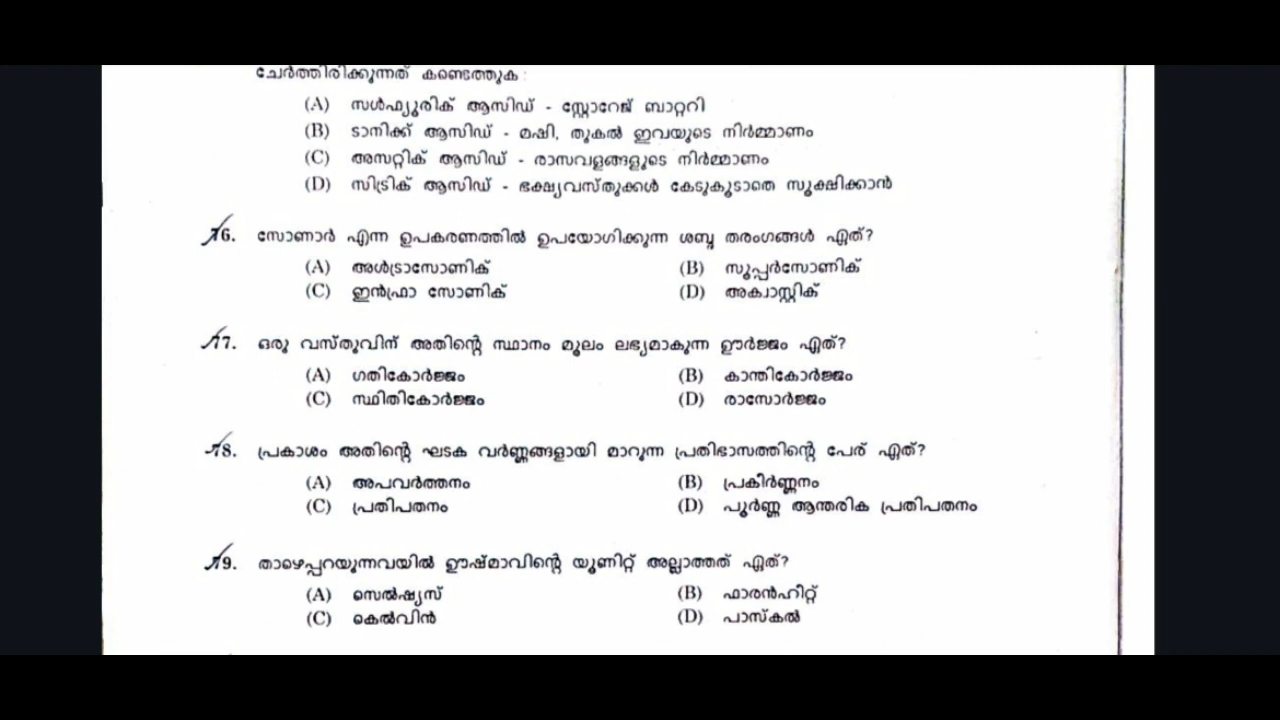 ചേർത്തിരിക്കുന്നത് കണ്ടെത്തുക :
(A) സൾഫ്യൂരിക് ആസിഡ് - സ്റ്റോറേജ് ബാറ്ററി
(B) ടാനിക്ക് ആസിഡ് - മഷി, തുകൽ ഇവയുടെ നിർമ്മാണം
(C) അസറ്റിക് ആസിഡ് - രാസവളങ്ങളുടെ നിർമ്മാണം
(D) സിട്രിക് ആസിഡ് - ഭക്ഷ്യവസ്തുക്കൾ കേടുകൂടാതെ സൂക്ഷിക്കാൻ
76. സോണാർ എന്ന ഉപകരണത്തിൽ ഉപയോഗിക്കുന്ന ശബ്ദ തരംഗങ്ങൾ ഏത്?
(A) അൾട്രാസോണിക് (B) സൂപ്പർസോണിക്
(C) ഇൻഫ്രാ സോണിക് (D) അക്വാസ്റ്റിക്
77. ഒരു വസ്തുവിന് അതിന്റെ സ്ഥാനം മൂലം ലഭ്യമാകുന്ന ഊർജ്ജം ഏത്?
(A) ഗതികോർജ്ജം (B) കാന്തികോർജ്ജം
(C) സ്ഥിതികോർജ്ജം (D) രാസോർജ്ജം
78. പ്രകാശം അതിന്റെ ഘടക വർണ്ണങ്ങളായി മാറുന്ന പ്രതിഭാസത്തിന്റെ പേര് ഏത്?
(A) അപവർത്തനം (B) പ്രകീർണ്ണനം
(C) പ്രതിപതനം (D) പൂർണ്ണ ആന്തരിക പ്രതിപതനം
79. താഴെപ്പറയുന്നവയിൽ ഊഷ്മാവിന്റെ യൂണിറ്റ് അല്ലാത്തത് ഏത്?
(A) സെൽഷ്യസ് (B) ഫാരൻഹീറ്റ്
(C) കെൽവിൻ (D) പാസ്കൽ